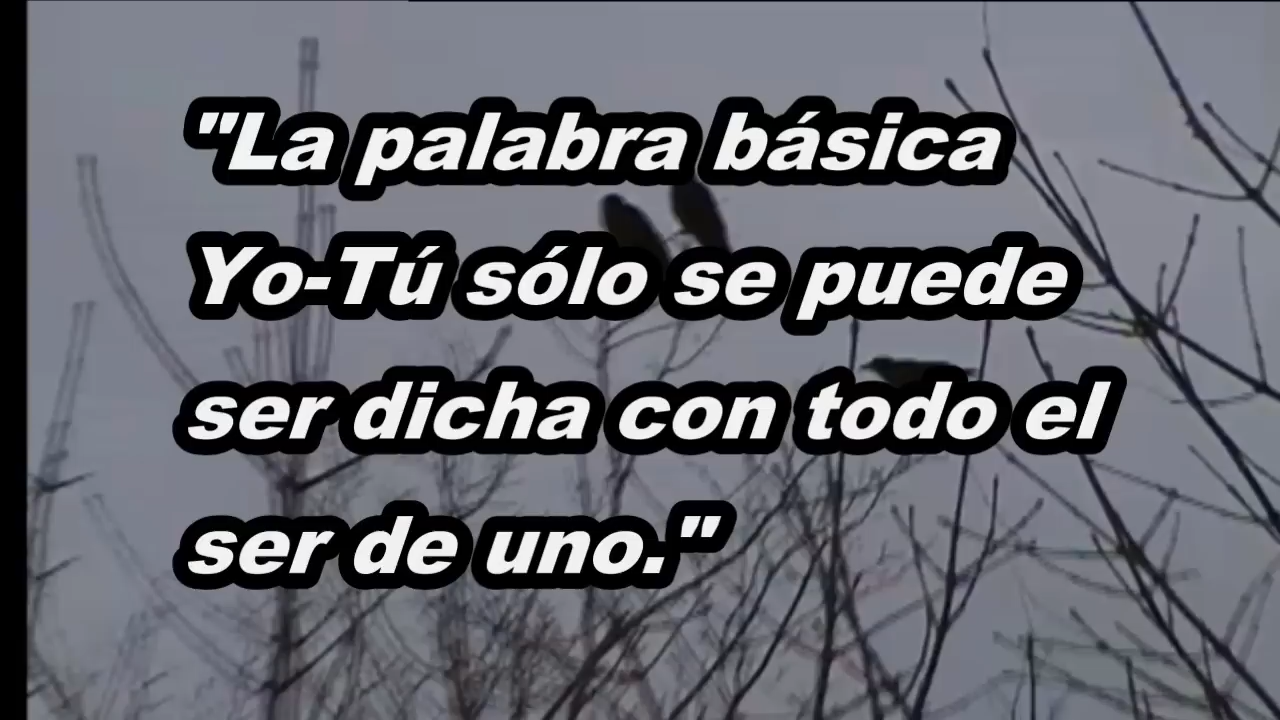 "La palabra básica
Yo-Tú sólo se puede
ser dicha con todo el
ser de uno."